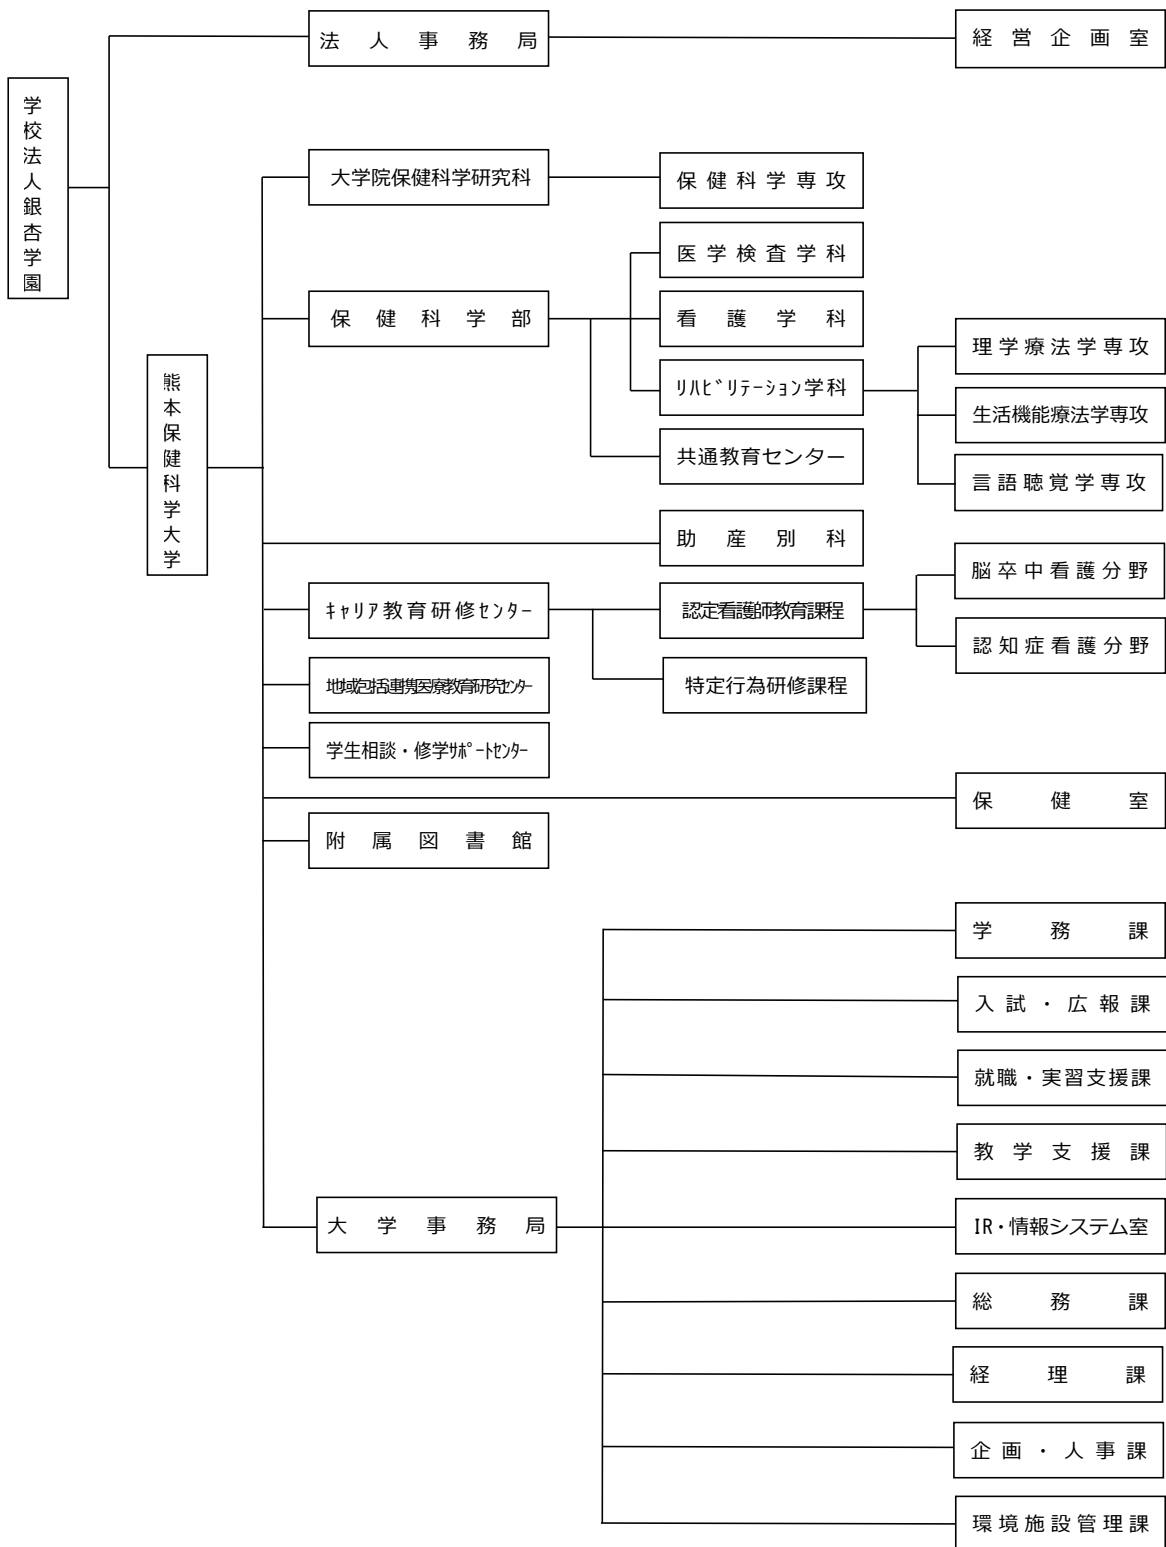 法人事務局
経営企画室
学校法人銀杏学園
大学院保健科学研究科
保健科学専攻
医学検査学科
保健科学部
看護学科
理学療法学専攻
リハビリテーション学科
生活機能療法学専攻
熊本保健科学大学
共通教育センター
言語聴覚学専攻
助産別科
脳卒中看護分野
キャリア教育研修センター
認定看護師教育課程
認知症看護分野
地域包括連携医療教育研究センター
特定行為研修課程
学生相談・修学サポートセンター
保健室
附属図書館
学務課
入試・広報課
就職・実習支援課
教学支援課
大学事務局
IR・情報システム室
総務課
経理課
企画・人事課
環境施設管理課